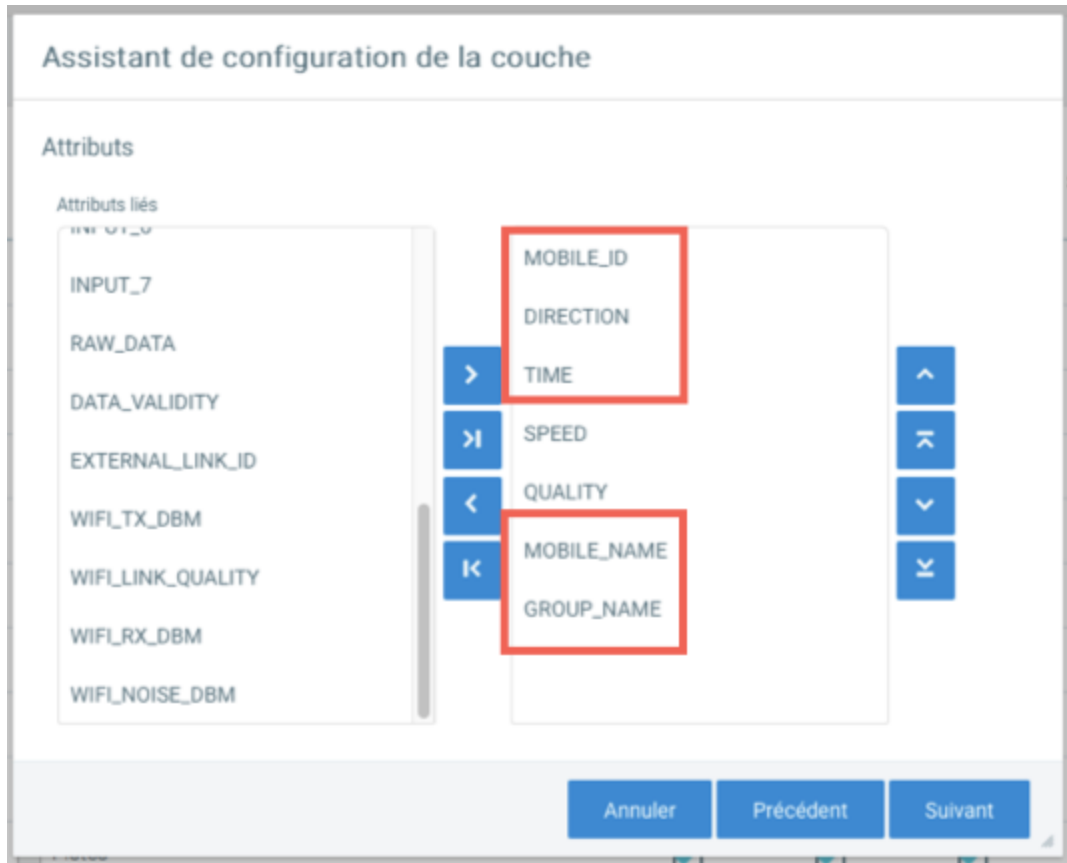 Assistant de configuration de la couche
Attributs
Attributs liés
INPUT_7
RAW_DATA
DATA_VALIDITY
EXTERNAL_LINK_ID
WIFI_TX_DBM
WIFI_LINK_QUALITY
WIFI_RX_DBM
WIFI_NOISE_DBM
MOBILE_ID
DIRECTION
TIME
SPEED
QUALITY
MOBILE_NAME
GROUP_NAME
Annuler
Précédent
Suivant